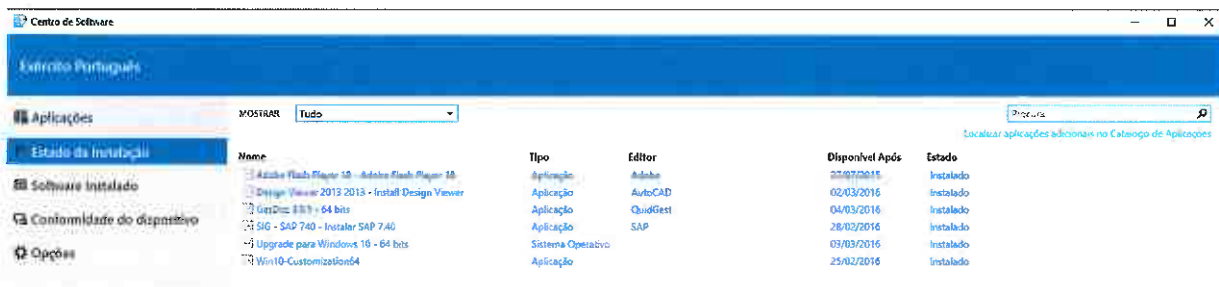 Centro de Software
Exército Português
Aplicações
MOSTRAR Tudo
Procura
Localizar aplicações adicionais no Catálogo de Aplicações
Estado da Instalação
Nome Tipo Editor Disponível Após Estado
Adobe Flash Player 18 - Adobe Flash Player 18 Aplicação Adobe 27/07/2015 Instalado
Software Instalado
Design Viewer 2013 2013 - Install Design Viewer Aplicação AutoCAD 02/03/2016 Instalado
64 bits Aplicação QuidGest 04/03/2016 Instalado
Conformidade do dispositivo
SIG - SAP 740 - Instalar SAP 7.40 Aplicação SAP 28/02/2016 Instalado
Upgrade para Windows 10 - 64 bits Sistema Operativo 03/03/2016 Instalado
Opções
Win10-Customization64 Aplicação 25/02/2016 Instalado